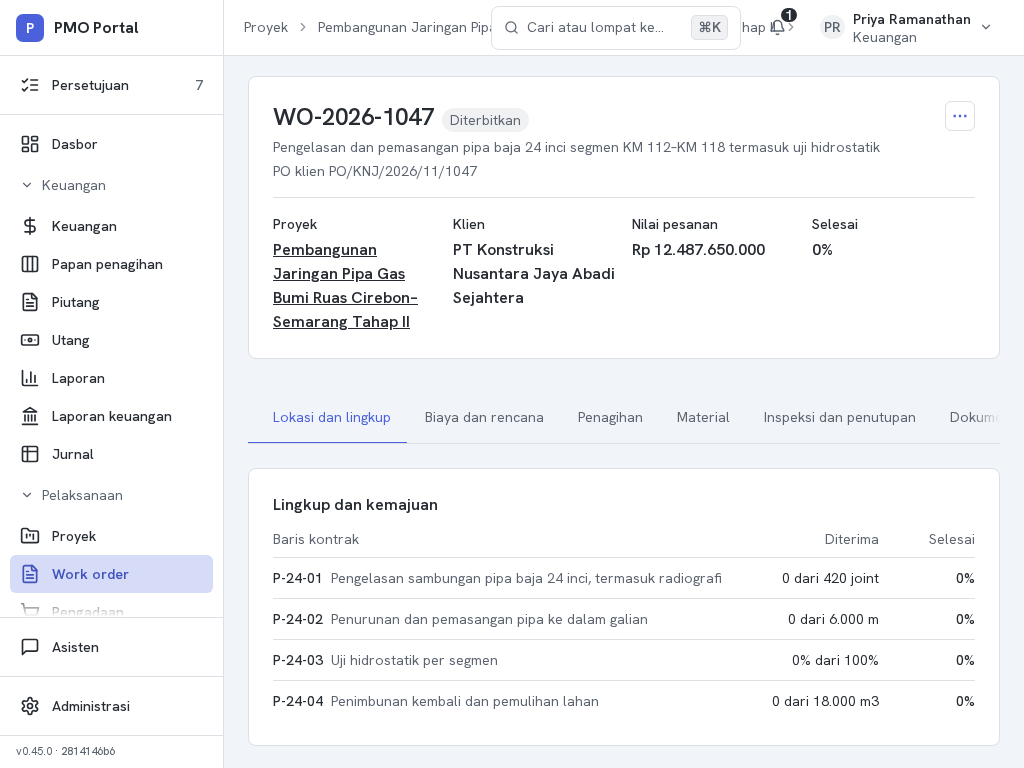 P PMO Portal
Proyek > Pembangunan Jaringan Pipa
Cari atau lompat ke... ⌘K
hap
1
PR Priya Ramanathan
Keuangan
Persetujuan 7
Dasbor
Keuangan
Keuangan
Papan penagihan
Piutang
Utang
Laporan
Laporan keuangan
Jurnal
Pelaksanaan
Proyek
Work order
Pengadaan
Asisten
Administrasi
v0.45.0 · 2814146b6
WO-2026-1047 Diterbitkan
Pengelasan dan pemasangan pipa baja 24 inci segmen KM 112–KM 118 termasuk uji hidrostatik
PO klien PO/KNJ/2026/11/1047
Proyek
Pembangunan
Jaringan Pipa Gas
Bumi Ruas Cirebon–
Semarang Tahap II
Klien
PT Konstruksi
Nusantara Jaya Abadi
Sejahtera
Nilai pesanan
Rp 12.487.650.000
Selesai
0%
Lokasi dan lingkup Biaya dan rencana Penagihan Material Inspeksi dan penutupan Dokum
Lingkup dan kemajuan
Baris kontrak Diterima Selesai
P-24-01 Pengelasan sambungan pipa baja 24 inci, termasuk radiografi 0 dari 420 joint 0%
P-24-02 Penurunan dan pemasangan pipa ke dalam galian 0 dari 6.000 m 0%
P-24-03 Uji hidrostatik per segmen 0% dari 100% 0%
P-24-04 Penimbunan kembali dan pemulihan lahan 0 dari 18.000 m3 0%